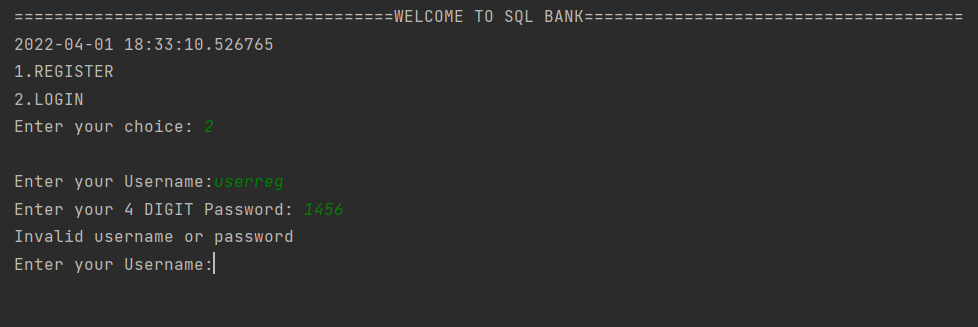 ======================================WELCOME TO SQL BANK======================================
2022-04-01 18:33:10.526765
1.REGISTER
2.LOGIN
Enter your choice: 2
Enter your Username:userreg
Enter your 4 DIGIT Password: 1456
Invalid username or password
Enter your Username: